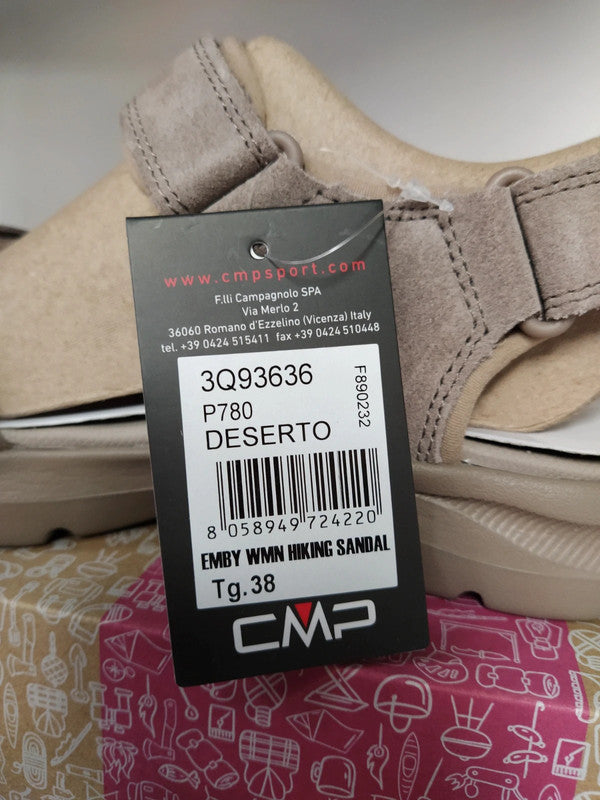 www.cmpsport.com
F.lli Campagnolo SPA
Via Merlo 2
36060 Romano d'Ezzelino (Vicenza) Italy
tel. +39 0424 515411 fax +39 0424 510448
3Q93636
P780
DESERTO
F890232
8 058949 724220
EMBY WMN HIKING SANDAL
Tg.38
CMP